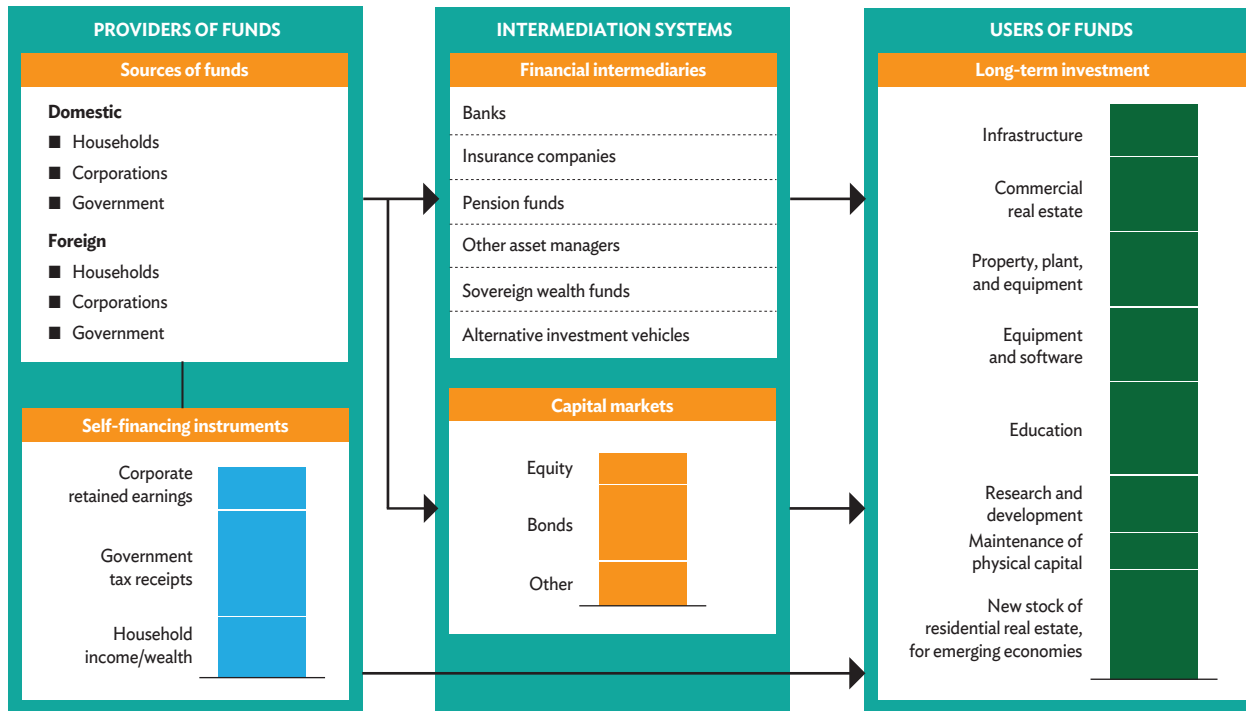 PROVIDERS OF FUNDS
Sources of funds
Domestic
Households
Corporations
Government
Foreign
Households
Corporations
Government
Self-financing instruments
Corporate
retained earnings
Government
tax receipts
Household
income/wealth
INTERMEDIATION SYSTEMS
Financial intermediaries
Banks
Insurance companies
Pension funds
Other asset managers
Sovereign wealth funds
Alternative investment vehicles
Capital markets
Equity
Bonds
Other
USERS OF FUNDS
Long-term investment
Infrastructure
Commercial
real estate
Property, plant,
and equipment
Equipment
and software
Education
Research and
development
Maintenance of
physical capital
New stock of
residential real estate,
for emerging economies